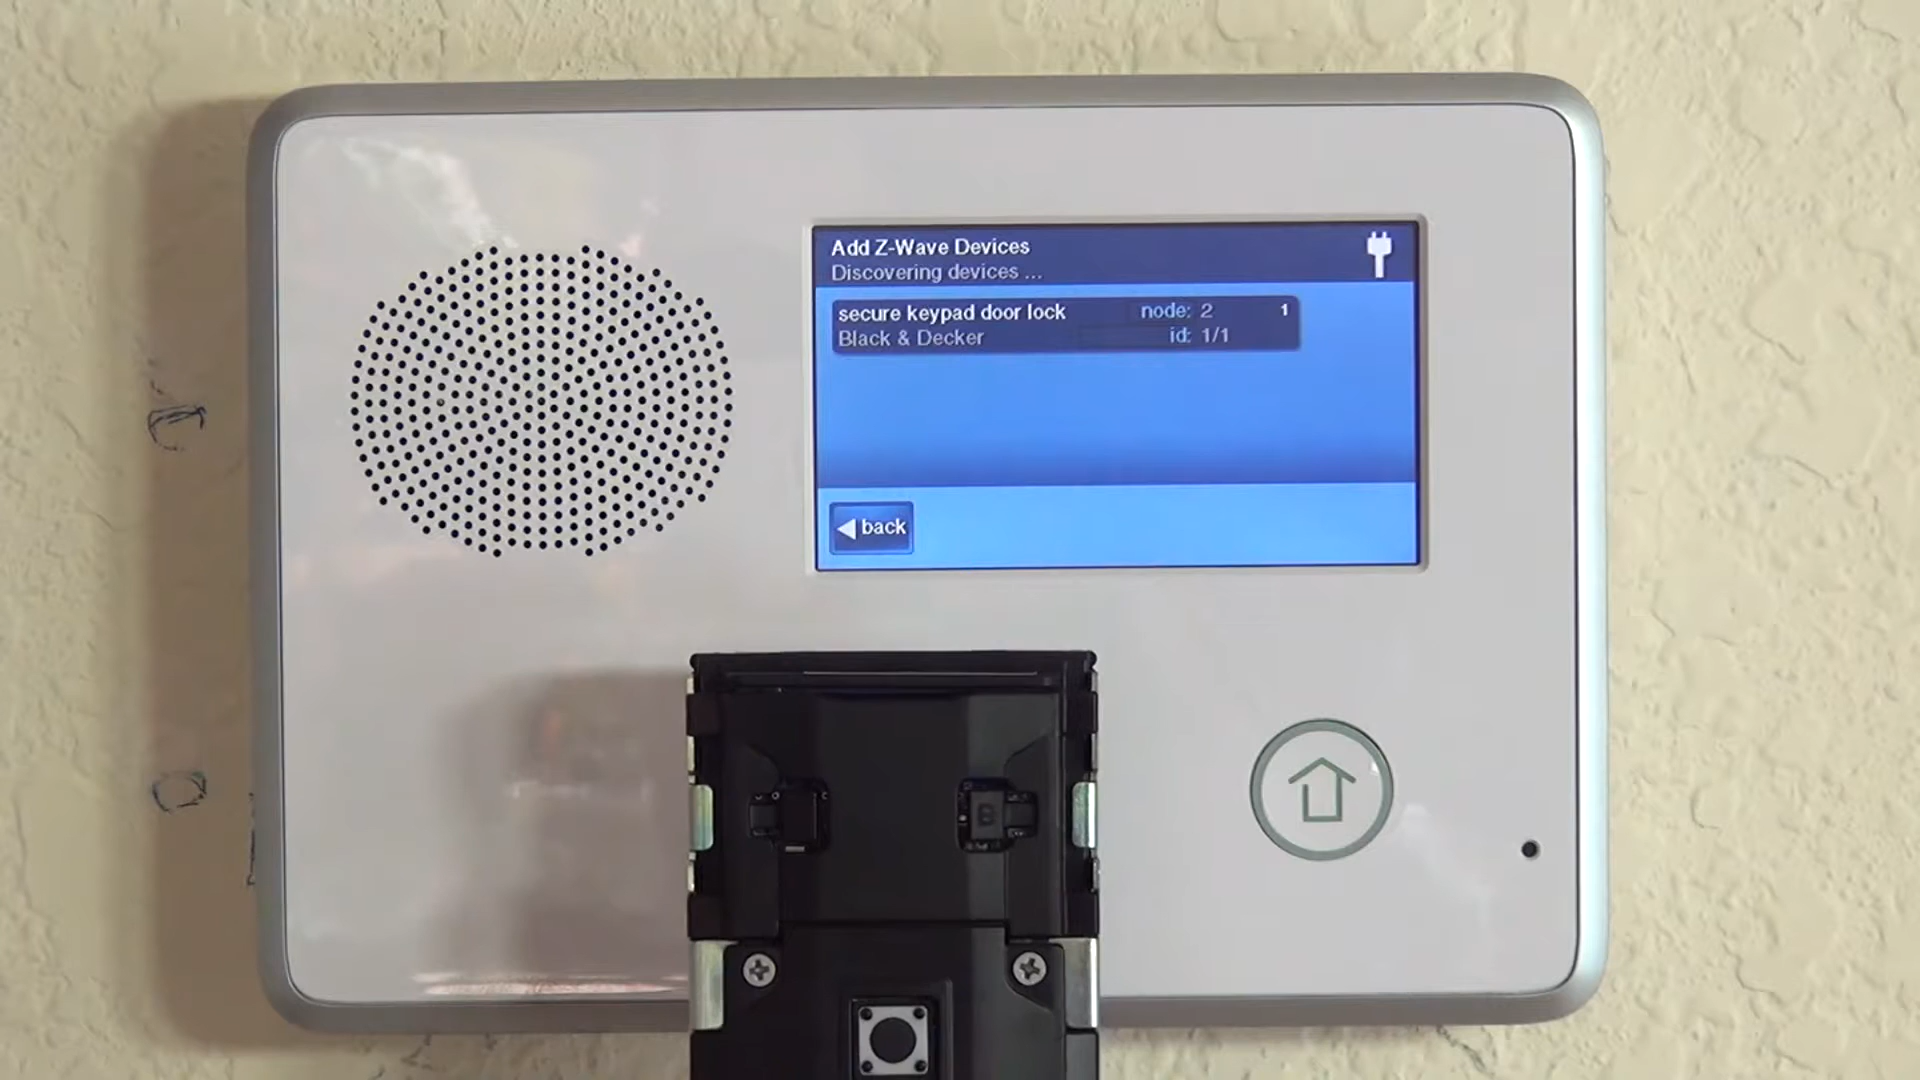 Add Z-Wave Devices
Discovering devices ...
secure keypad door lock node: 2 1
Black & Decker id: 1/1
back